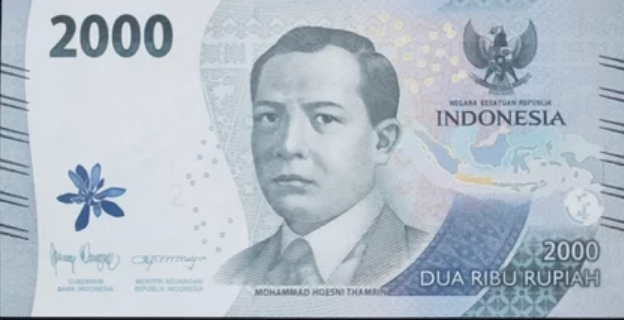 2000
NEGARA KESATUAN REPUBLIK
INDONESIA
GUBERNUR
BANK INDONESIA
MENTERI KEUANGAN
REPUBLIK INDONESIA
MOHAMMAD HOESNI THAMRIN
2000
DUA RIBU RUPIAH